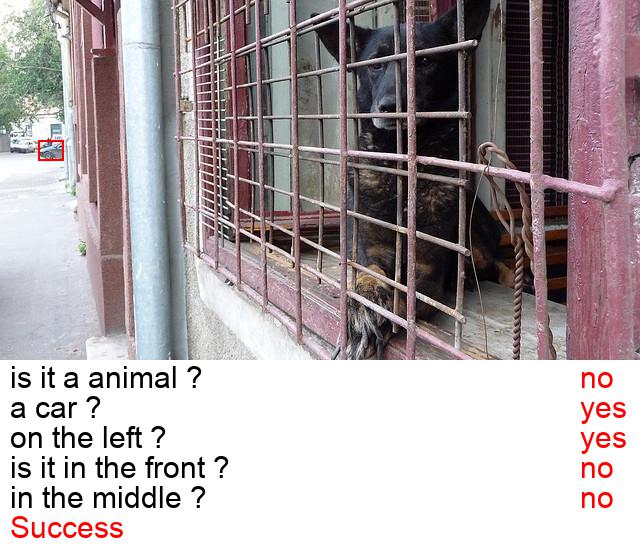 is it a animal ? no
a car ? yes
on the left ? yes
is it in the front ? no
in the middle ? no
Success